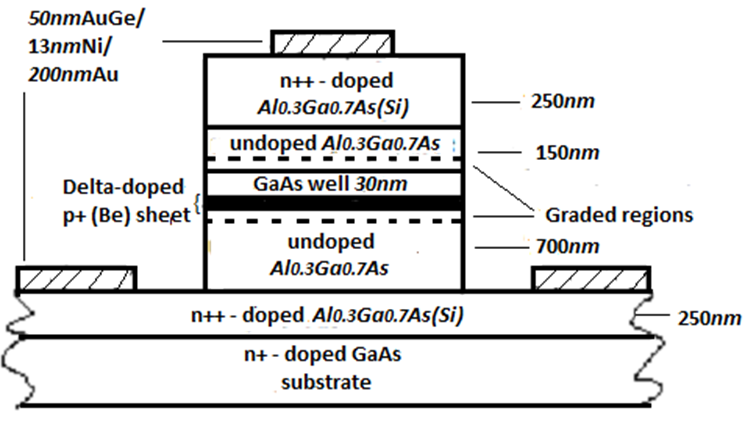 50nmAuGe/
13nmNi/
200nmAu
n++ - doped
Al0.3Ga0.7As(Si)
250nm
undoped Al0.3Ga0.7As
150nm
GaAs well 30nm
Delta-doped
p+ (Be) sheet
Graded regions
undoped
Al0.3Ga0.7As
700nm
n++ - doped Al0.3Ga0.7As(Si)
250nm
n+ - doped GaAs
substrate